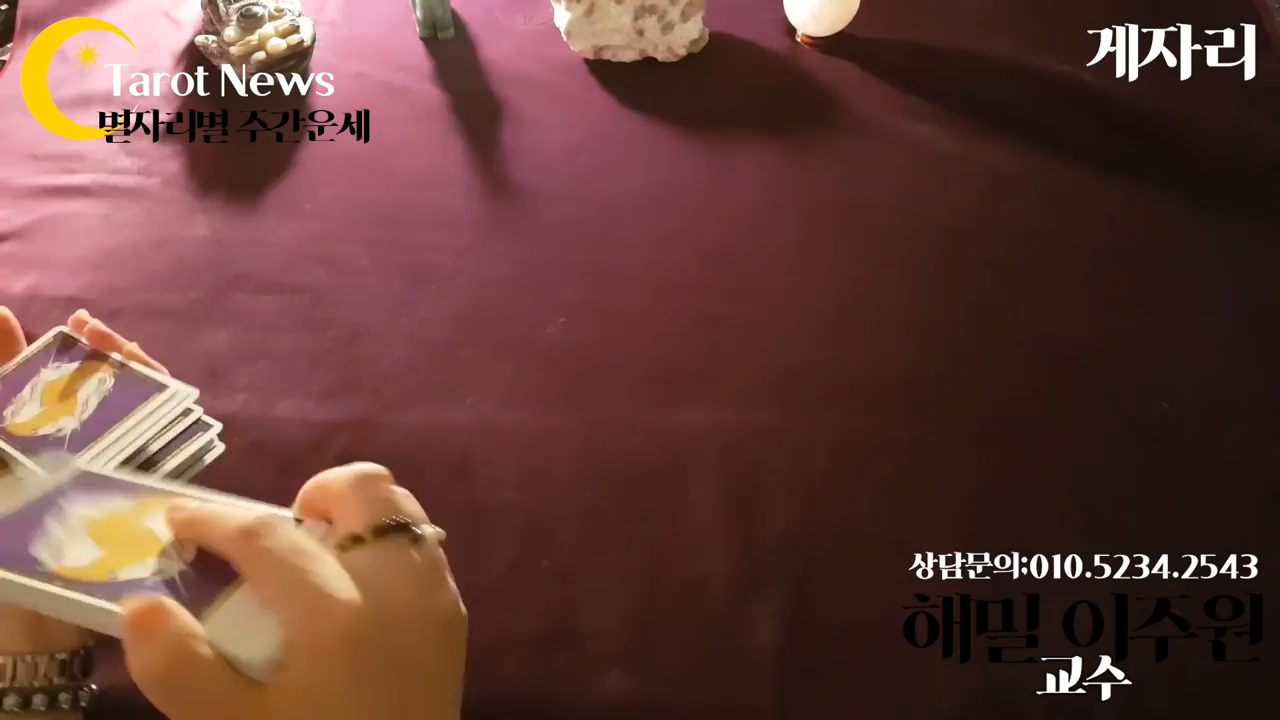 Tarot News
별자리별 주간운세
게자리
상담문의:010.5234.2543
해밀 이주원
교수